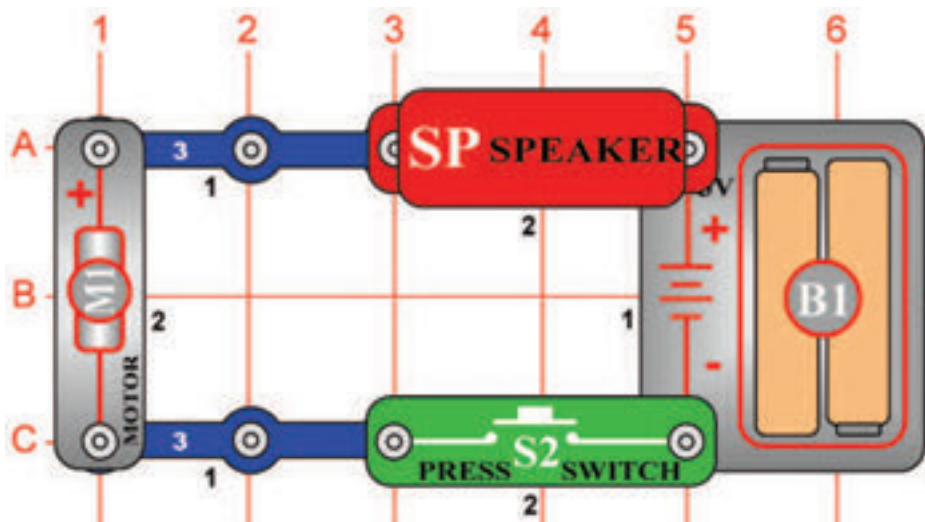 1 2 3 4 5 6
A 3 SP SPEAKER
1 2 V
+ +
B M1 2 1 B1
-
MOTOR
C 3 S2
PRESS SWITCH
1 2